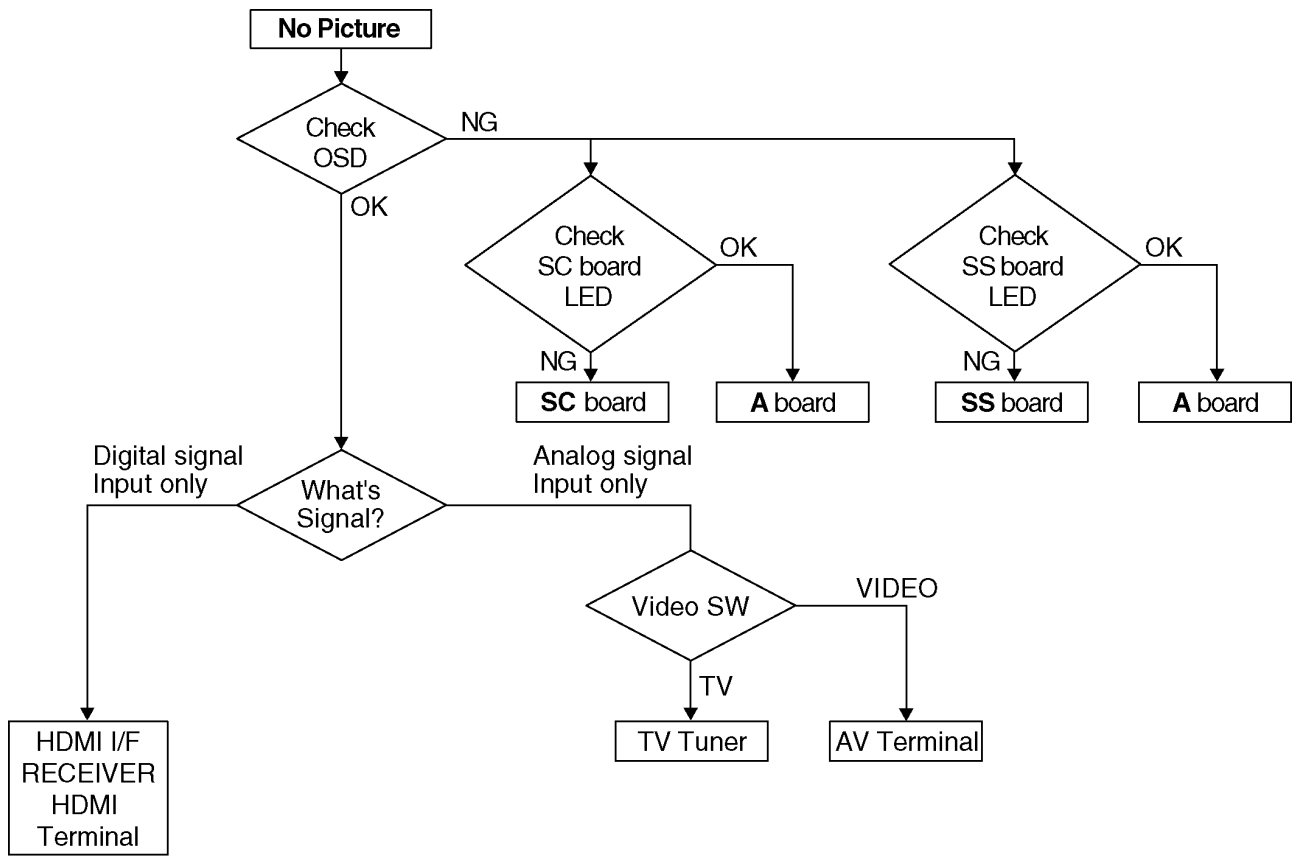 No Picture
Check
OSD
NG
OK
Check
SC board
LED
OK
NG
SC board
A board
Check
SS board
LED
OK
NG
SS board
A board
Digital signal
Input only
What's
Signal?
Analog signal
Input only
Video SW
VIDEO
TV
HDMI I/F
RECEIVER
HDMI
Terminal
TV Tuner
AV Terminal